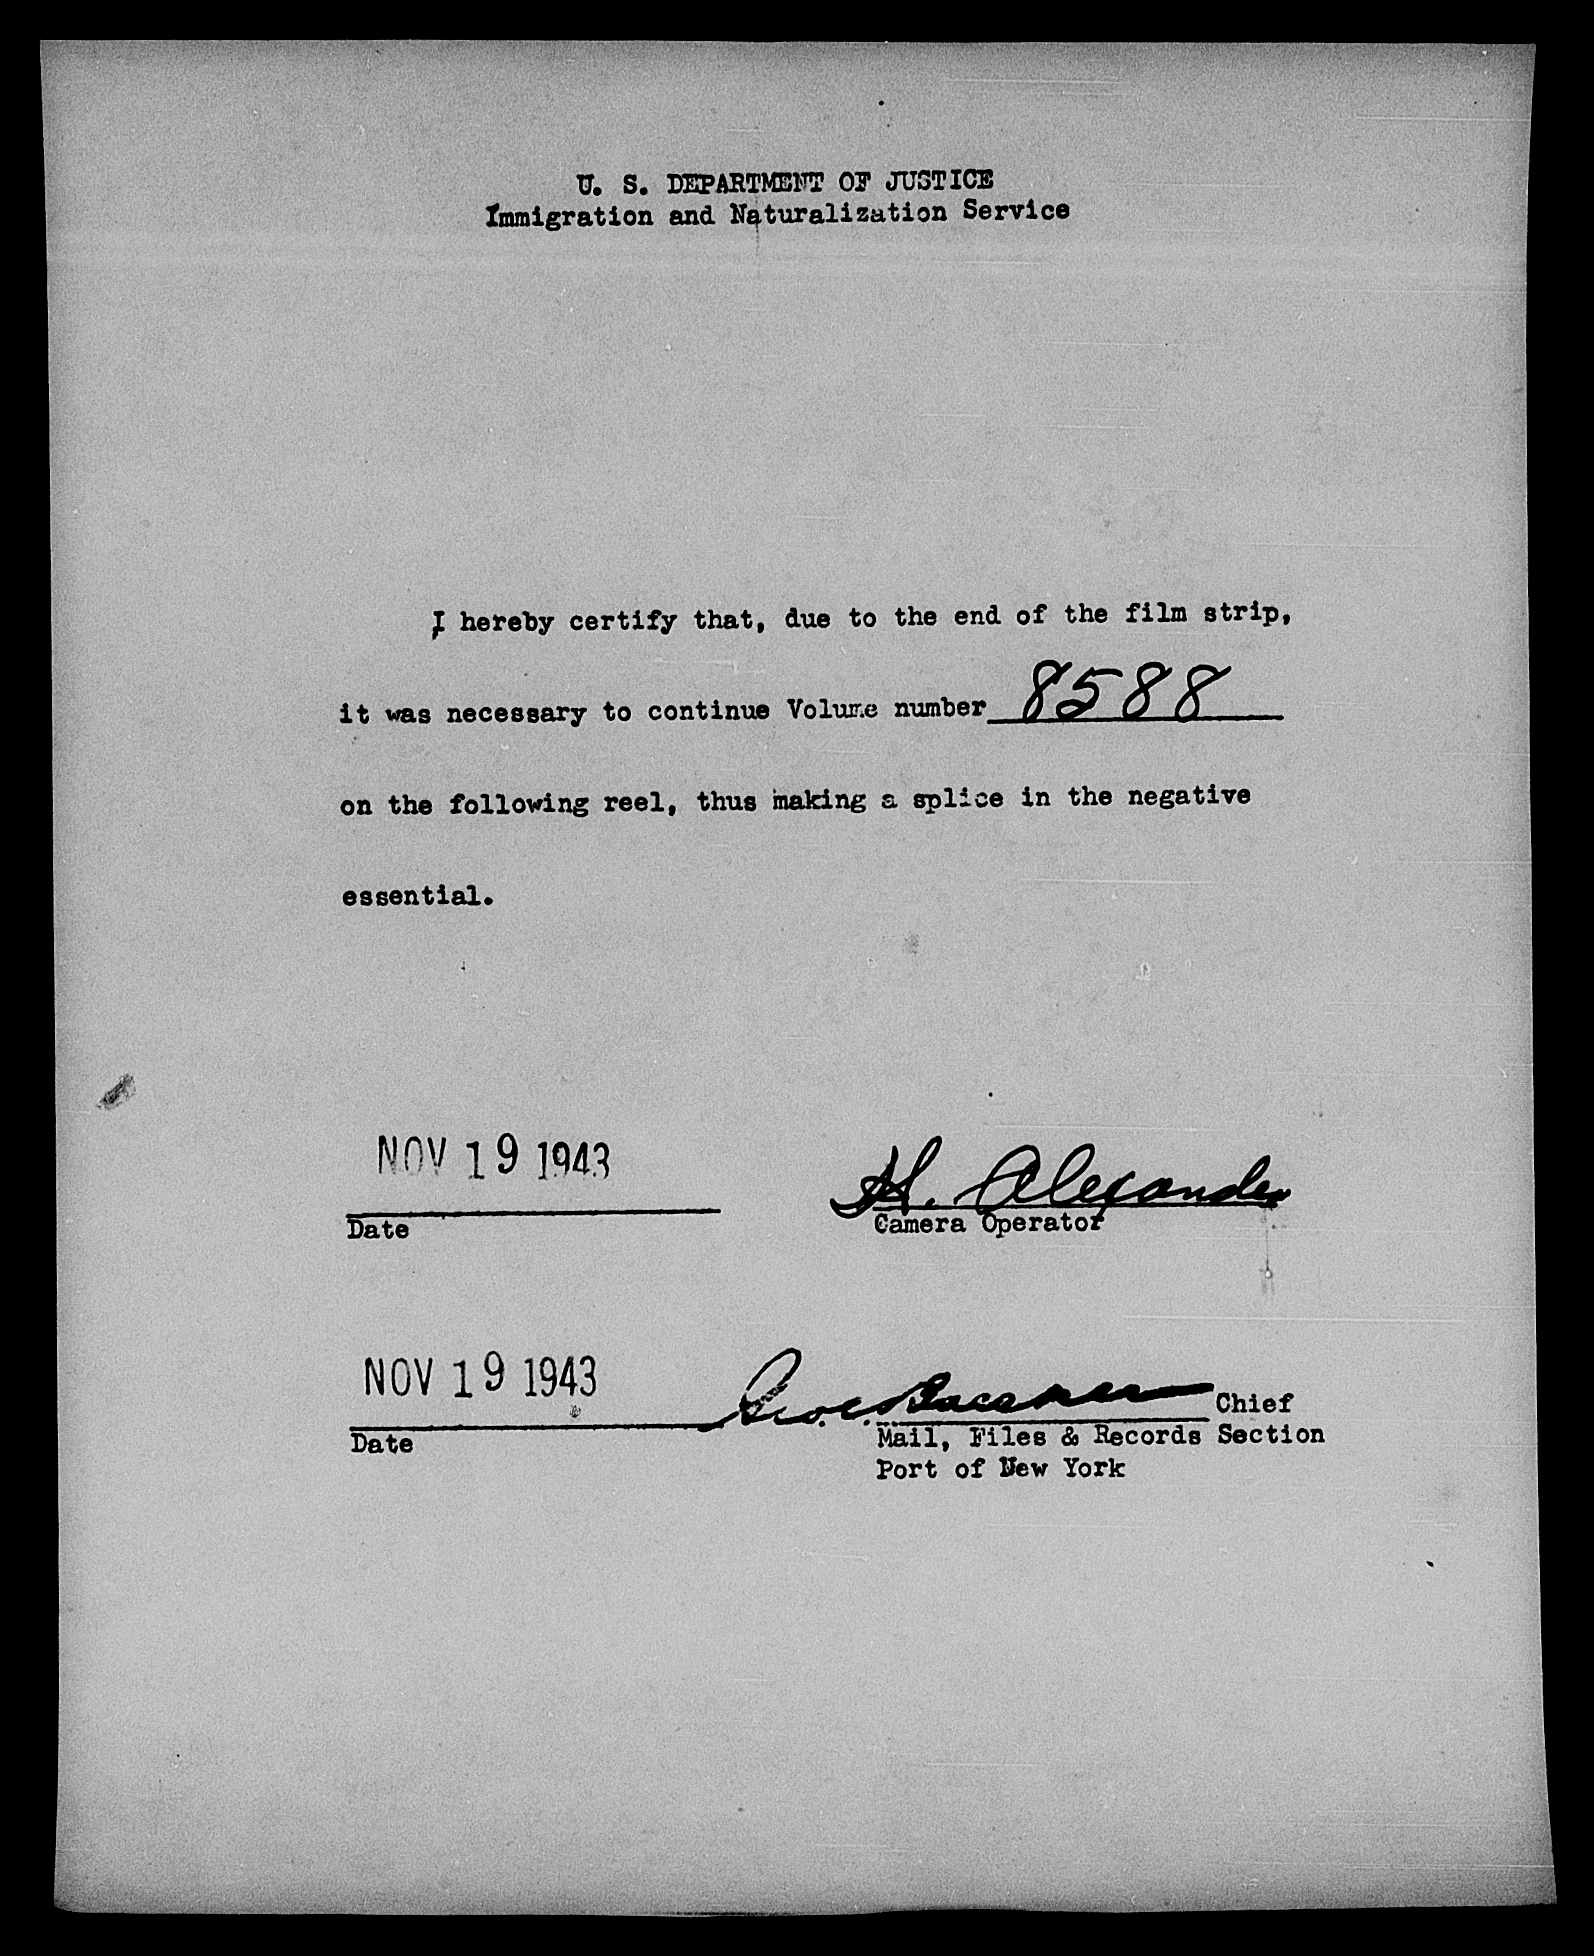 U. S. DEPARTMENT OF JUSTICE
Immigration and Naturalization Service
I hereby certify that, due to the end of the film strip,
it was necessary to continue Volume number 8588
on the following reel, thus making a splice in the negative
essential.
NOV 19 1943
H. Alexander
Date
Camera Operator
NOV 19 1943
Chief
Date
Mail, Files & Records Section
Port of New York